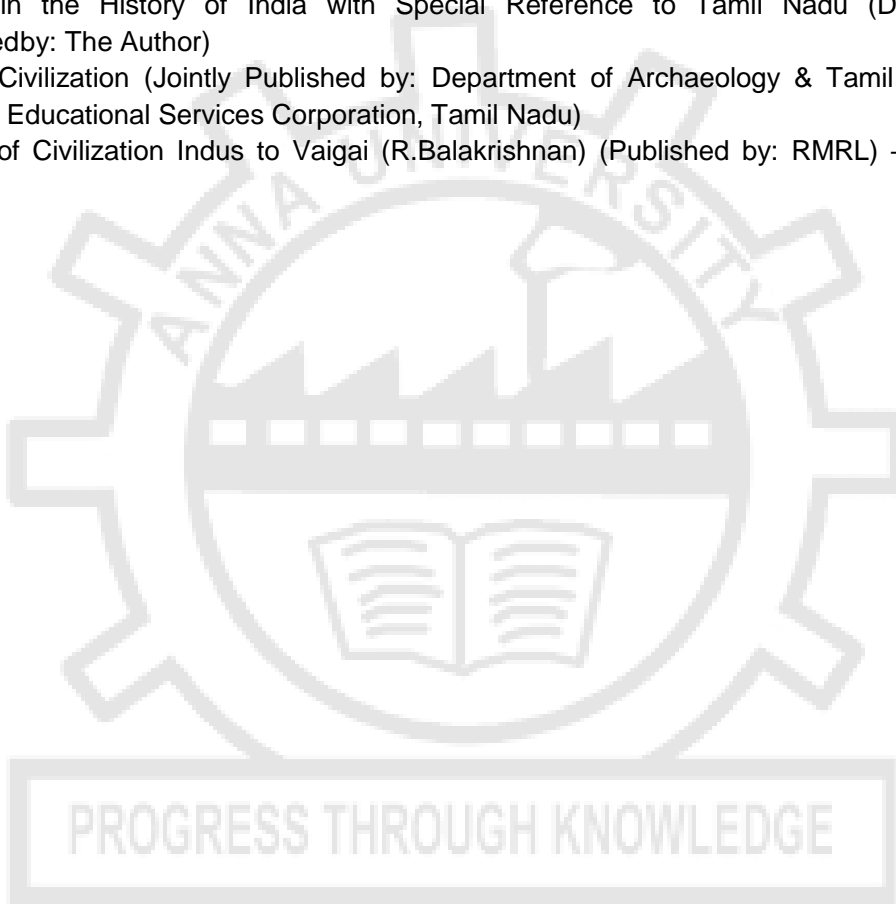 in the History of India with Special Reference to Tamil Nadu (D
edby: The Author)
Civilization (Jointly Published by: Department of Archaeology & Tamil
Educational Services Corporation, Tamil Nadu)
of Civilization Indus to Vaigai (R.Balakrishnan) (Published by: RMRL) -
ANNA UNIVERSITY
PROGRESS THROUGH KNOWLEDGE